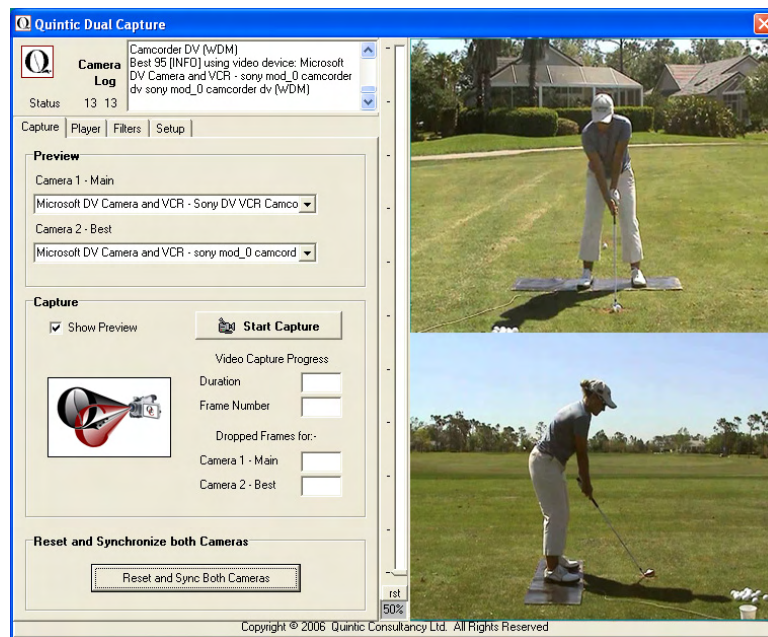 Quintic Dual Capture
Q
Camera
Log
Status 13 13
Camcorder DV (WDM)
Best 95 [INFO] using video device: Microsoft
DV Camera and VCR - sony mod_0 camcorder
dv sony mod_0 camcorder dv (WDM)
Capture Player Filters Setup
Preview
Camera 1 - Main
Microsoft DV Camera and VCR - Sony DV VCR Camco
Camera 2 - Best
Microsoft DV Camera and VCR - sony mod_0 camcord
Capture
Show Preview
Start Capture
Video Capture Progress
Duration
Frame Number
Dropped Frames for:-
Camera 1 - Main
Camera 2 - Best
Reset and Synchronize both Cameras
Reset and Sync Both Cameras
rst
50%
Copyright © 2006 Quintic Consultancy Ltd. All Rights Reserved